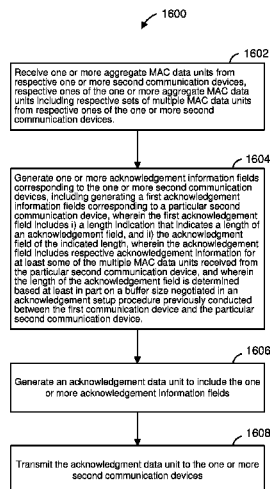 1600
1602
Receive one or more aggregate MAC data units from
respective one or more second communication devices,
respective ones of the one or more aggregate MAC data
units including respective sets of multiple MAC data units
from respective ones of the one or more second
communication devices.
1604
Generate one or more acknowledgement information fields
corresponding to the one or more second communication
devices, including generating a first acknowledgement
information fields corresponding to a particular second
communication device, wherein the first acknowledgement
field includes i) a length indication that indicates a length of
an acknowledgement field, and ii) the acknowledgment
field of the indicated length, wherein the acknowledgement
field includes respective acknowledgement information for
at least some of the multiple MAC data units received from
the particular second communication device, and wherein
the length of the acknowledgement field is determined
based at least in part on a buffer size negotiated in an
acknowledgement setup procedure previously conducted
between the first communication device and the particular
second communication device.
1606
Generate an acknowledgement data unit to include the one
or more acknowledgement information fields
1608
Transmit the acknowledgment data unit to the one or more
second communication devices